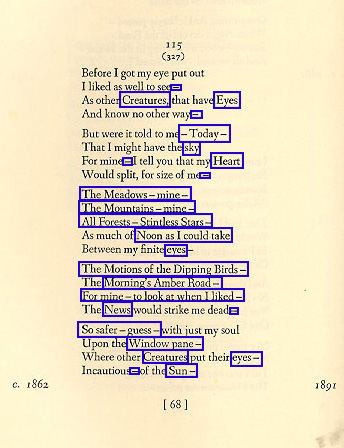 115
(327)
Before I got my eye put out
I liked as well to see –
As other Creatures, that have Eyes
And know no other way –
But were it told to me – Today –
That I might have the sky
For mine – I tell you that my Heart
Would split, for size of me –
The Meadows – mine –
The Mountains – mine –
All Forests – Stintless Stars –
As much of Noon as I could take
Between my finite eyes –
The Motions of the Dipping Birds –
The Morning's Amber Road –
For mine – to look at when I liked –
The News would strike me dead –
So safer – guess – with just my soul
Upon the Window pane –
Where other Creatures put their eyes –
Incautious – of the Sun –
c. 1862 1891
[ 68 ]